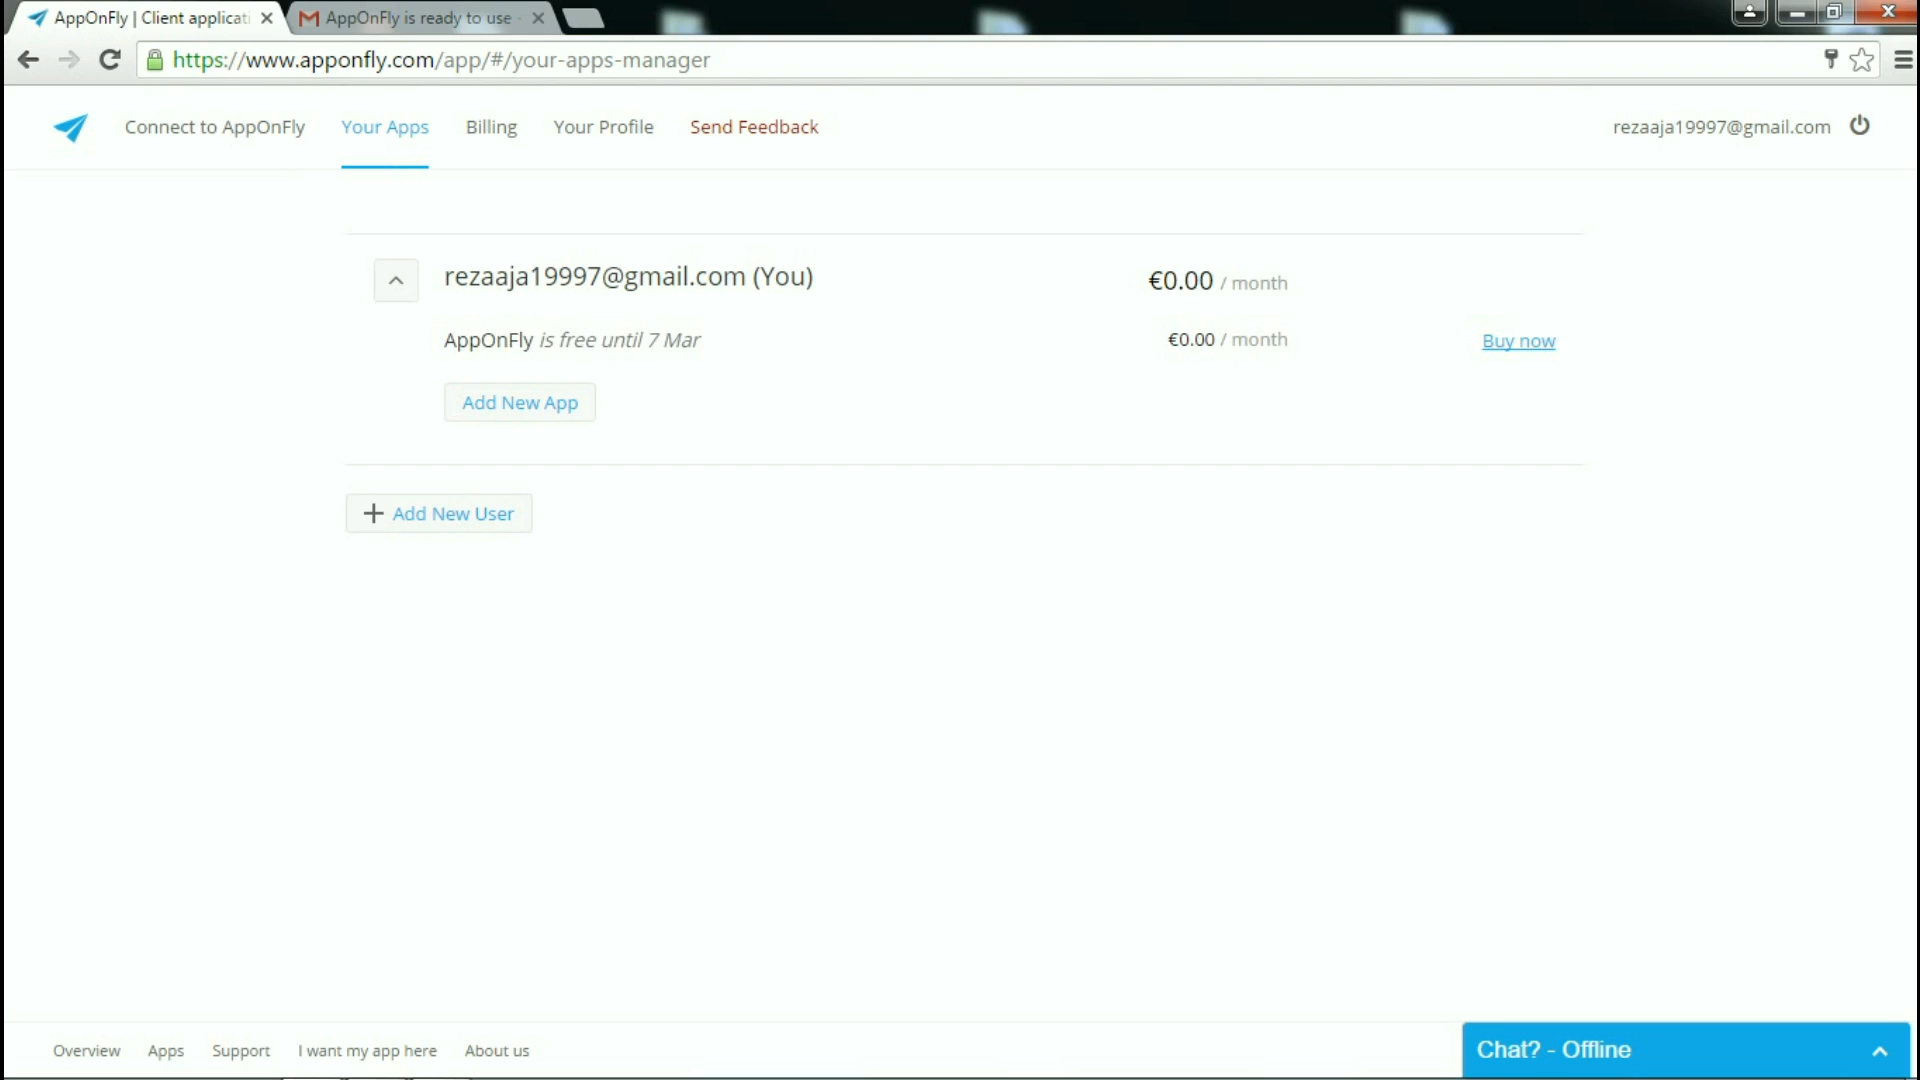 AppOnFly | Client applicati
AppOnFly is ready to use -
https://www.apponfly.com/app/#/your-apps-manager
Connect to AppOnFly
Your Apps
Billing
Your Profile
Send Feedback
rezaaja19997@gmail.com
rezaaja19997@gmail.com (You)
€0.00 / month
AppOnFly is free until 7 Mar
€0.00 / month
Buy now
Add New App
Add New User
Overview
Apps
Support
I want my app here
About us
Chat? - Offline